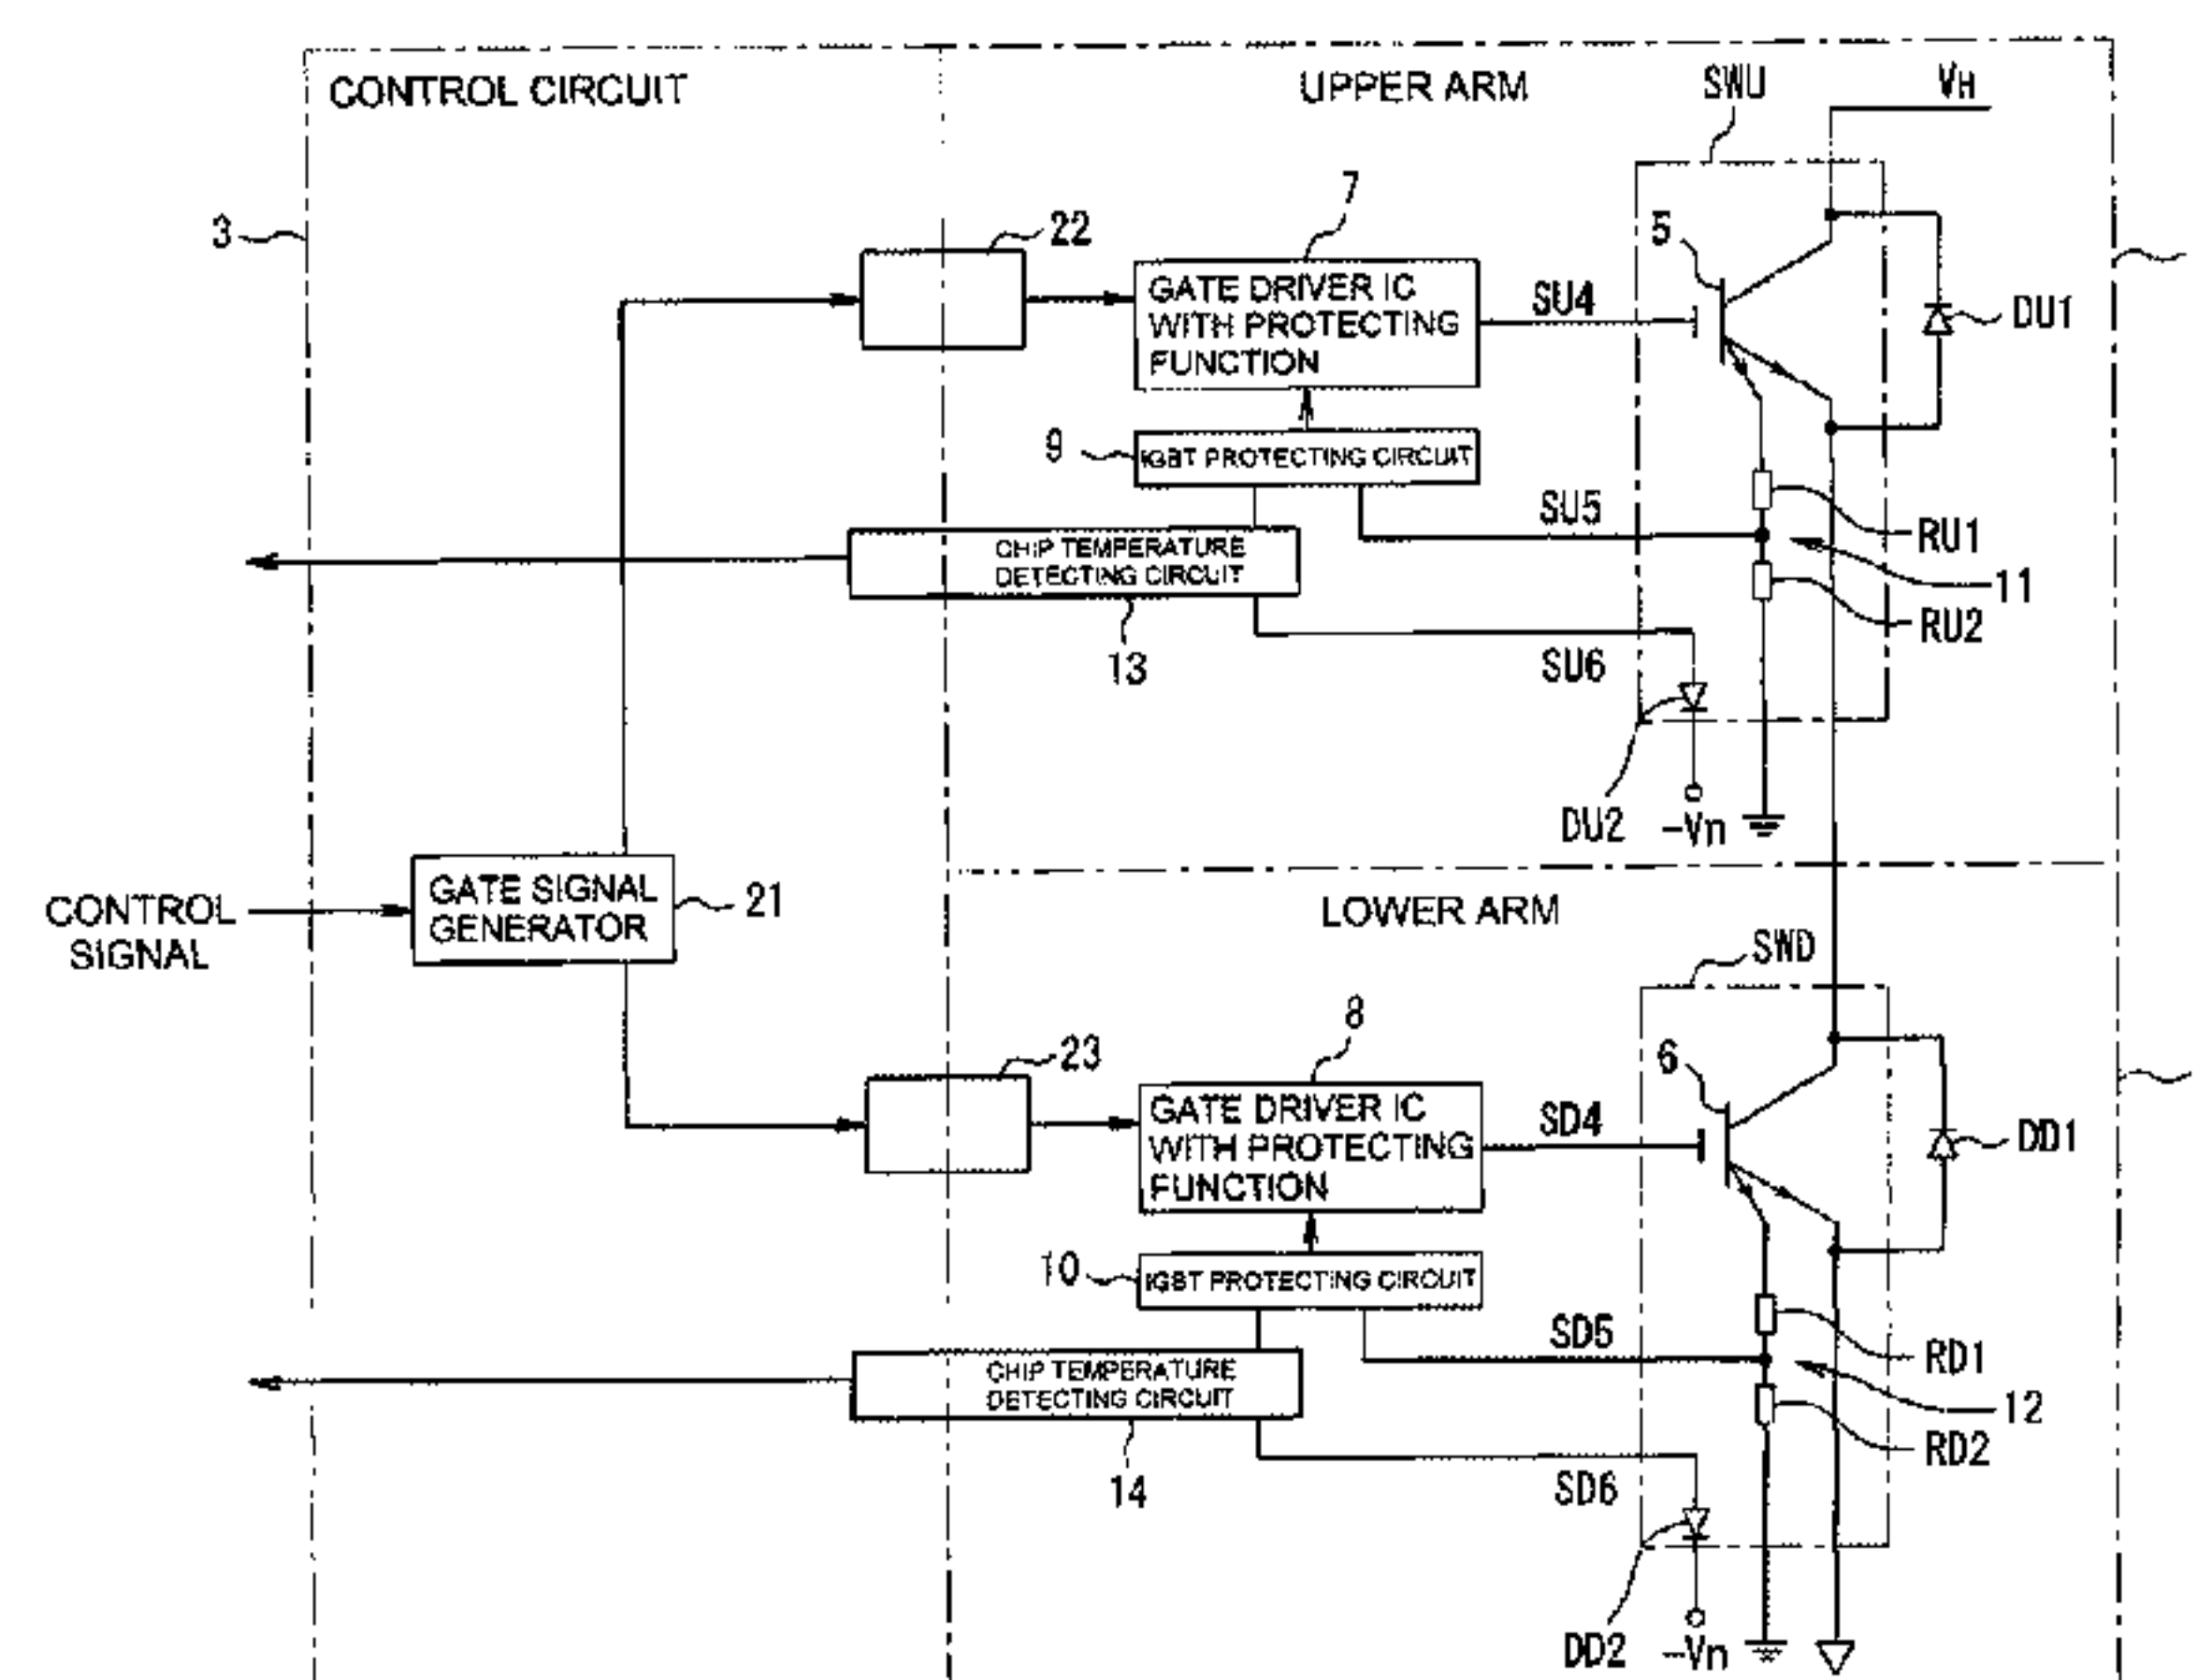 CONTROL CIRCUIT
UPPER ARM
SWU
VH
3
22
7
5
GATE DRIVER IC
WITH PROTECTING
FUNCTION
SU4
DU1
9
IGBT PROTECTING CIRCUIT
SU5
RU1
CHIP TEMPERATURE
DETECTING CIRCUIT
11
RU2
13
SU6
DU2
-Vn
CONTROL
SIGNAL
GATE SIGNAL
GENERATOR
21
LOWER ARM
SWD
23
8
6
GATE DRIVER IC
WITH PROTECTING
FUNCTION
SD4
DD1
10
IGBT PROTECTING CIRCUIT
SD5
RD1
CHIP TEMPERATURE
DETECTING CIRCUIT
12
RD2
14
SD6
DD2
-Vn